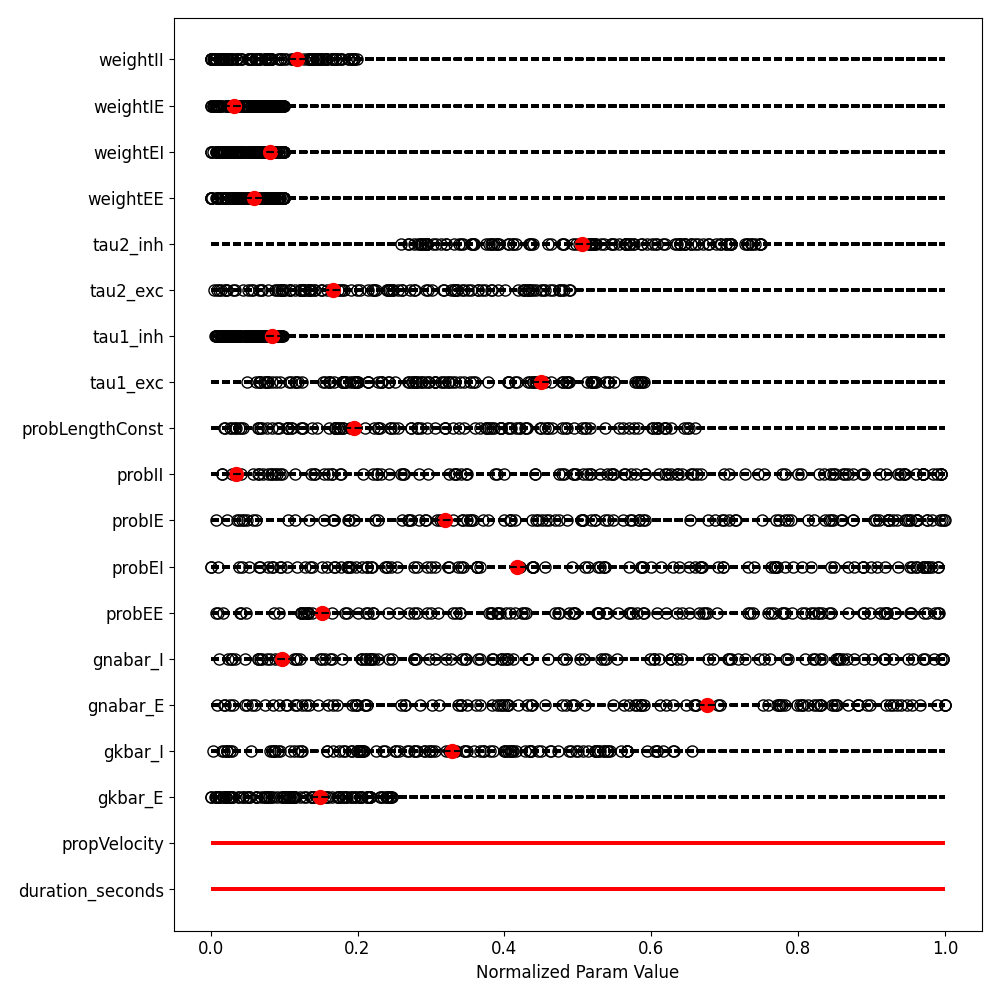 weightII
weightIE
weightEI
weightEE
tau2_inh
tau2_exc
tau1_inh
tau1_exc
probLengthConst
probII
probIE
probEI
probEE
gnabar_I
gnabar_E
gkbar_I
gkbar_E
propVelocity
duration_seconds
0.0 0.2 0.4 0.6 0.8 1.0
Normalized Param Value